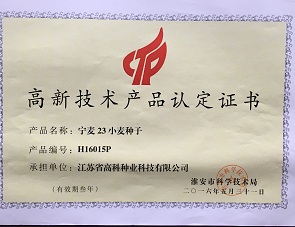 高新技术产品认定证书
产品名称：宁麦 23 小麦种子
产品编号：H16015P
承担单位：江苏省高科种业科技有限公司
（有效期叁年）
淮安市科学技术局
二〇一六年五月三十一日